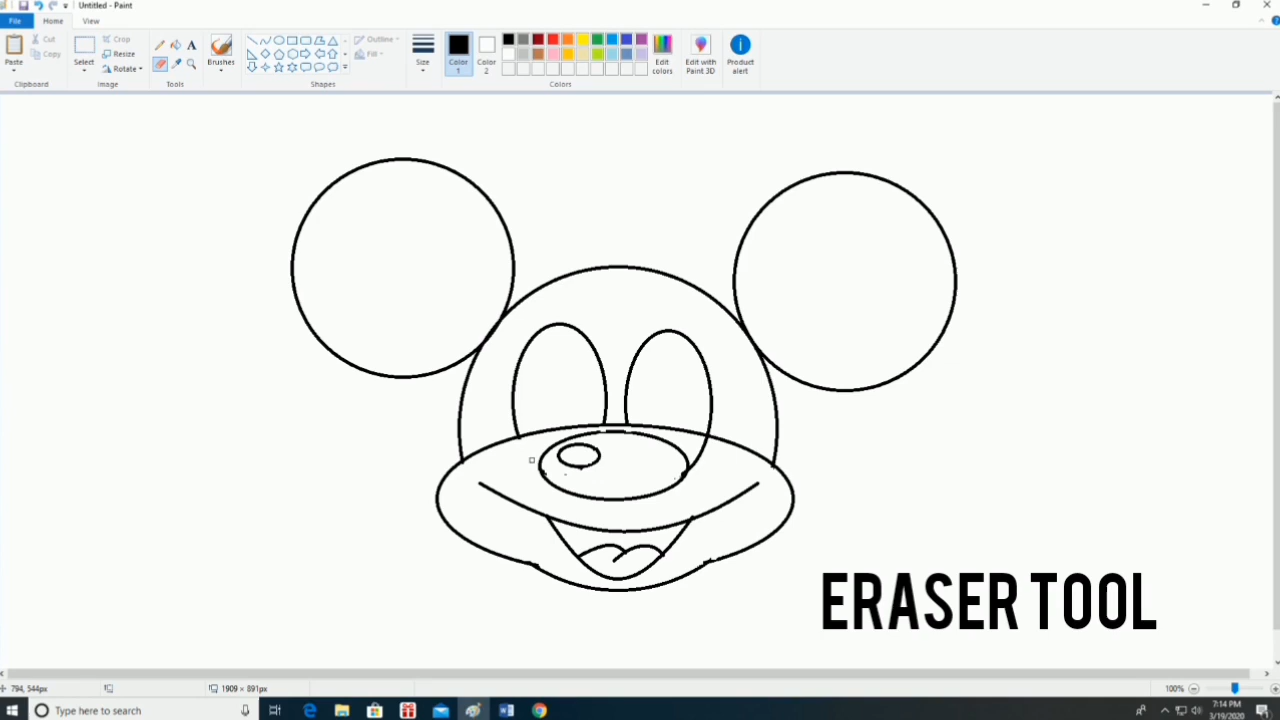 Untitled - Paint
File Home View
Paste
Cut
Copy
Clipboard
Select
Crop
Resize
Rotate
Image
Tools
Brushes
Outline
Fill
Shapes
Size
Color 1
Color 2
Edit colors
Colors
Edit with Paint 3D
Product alert
ERASER TOOL
794, 544px
1909 × 891px
100%
Type here to search
7:14 PM
3/19/2020